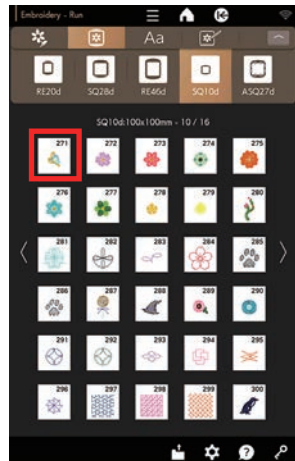 Embroidery - Run
Aa
RE20d SQ28d RE46d SQ10d ASQ27d
SQ10d:100x100mm - 10 / 16
271 272 273 274 275
276 277 278 279 280
281 282 283 284 285
286 287 288 289 290
291 292 293 294 295
296 297 298 299 300